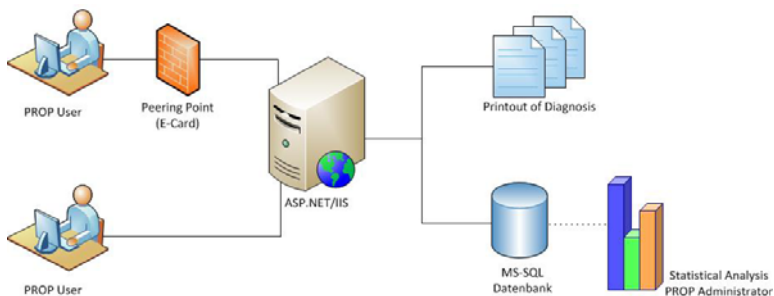 PROP User
Peering Point
(E-Card)
ASP.NET/IIS
Printout of Diagnosis
PROP User
MS-SQL
Datenbank
Statistical Analysis
PROP Administrator